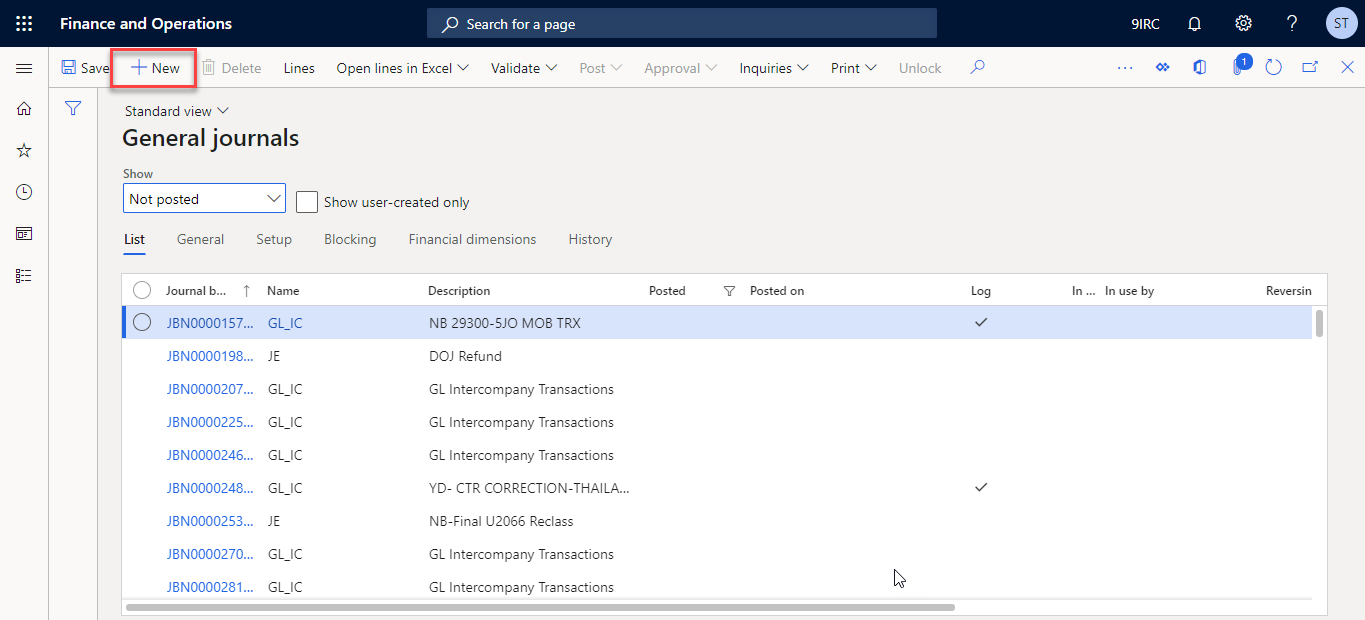 Finance and Operations Search for a page 9IRC ? ST
Save + New Delete Lines Open lines in Excel Validate Post Approval Inquiries Print Unlock ... 1
Standard view
General journals
Show
Not posted Show user-created only
List General Setup Blocking Financial dimensions History
Journal b... ↑ Name Description Posted Posted on Log In ... In use by Reversin
JBN0000157... GL_IC NB 29300-5JO MOB TRX ✓
JBN0000198... JE DOJ Refund
JBN0000207... GL_IC GL Intercompany Transactions
JBN0000225... GL_IC GL Intercompany Transactions
JBN0000246... GL_IC GL Intercompany Transactions
JBN0000248... GL_IC YD- CTR CORRECTION-THAILA... ✓
JBN0000253... JE NB-Final U2066 Reclass
JBN0000270... GL_IC GL Intercompany Transactions
JBN0000281... GL_IC GL Intercompany Transactions